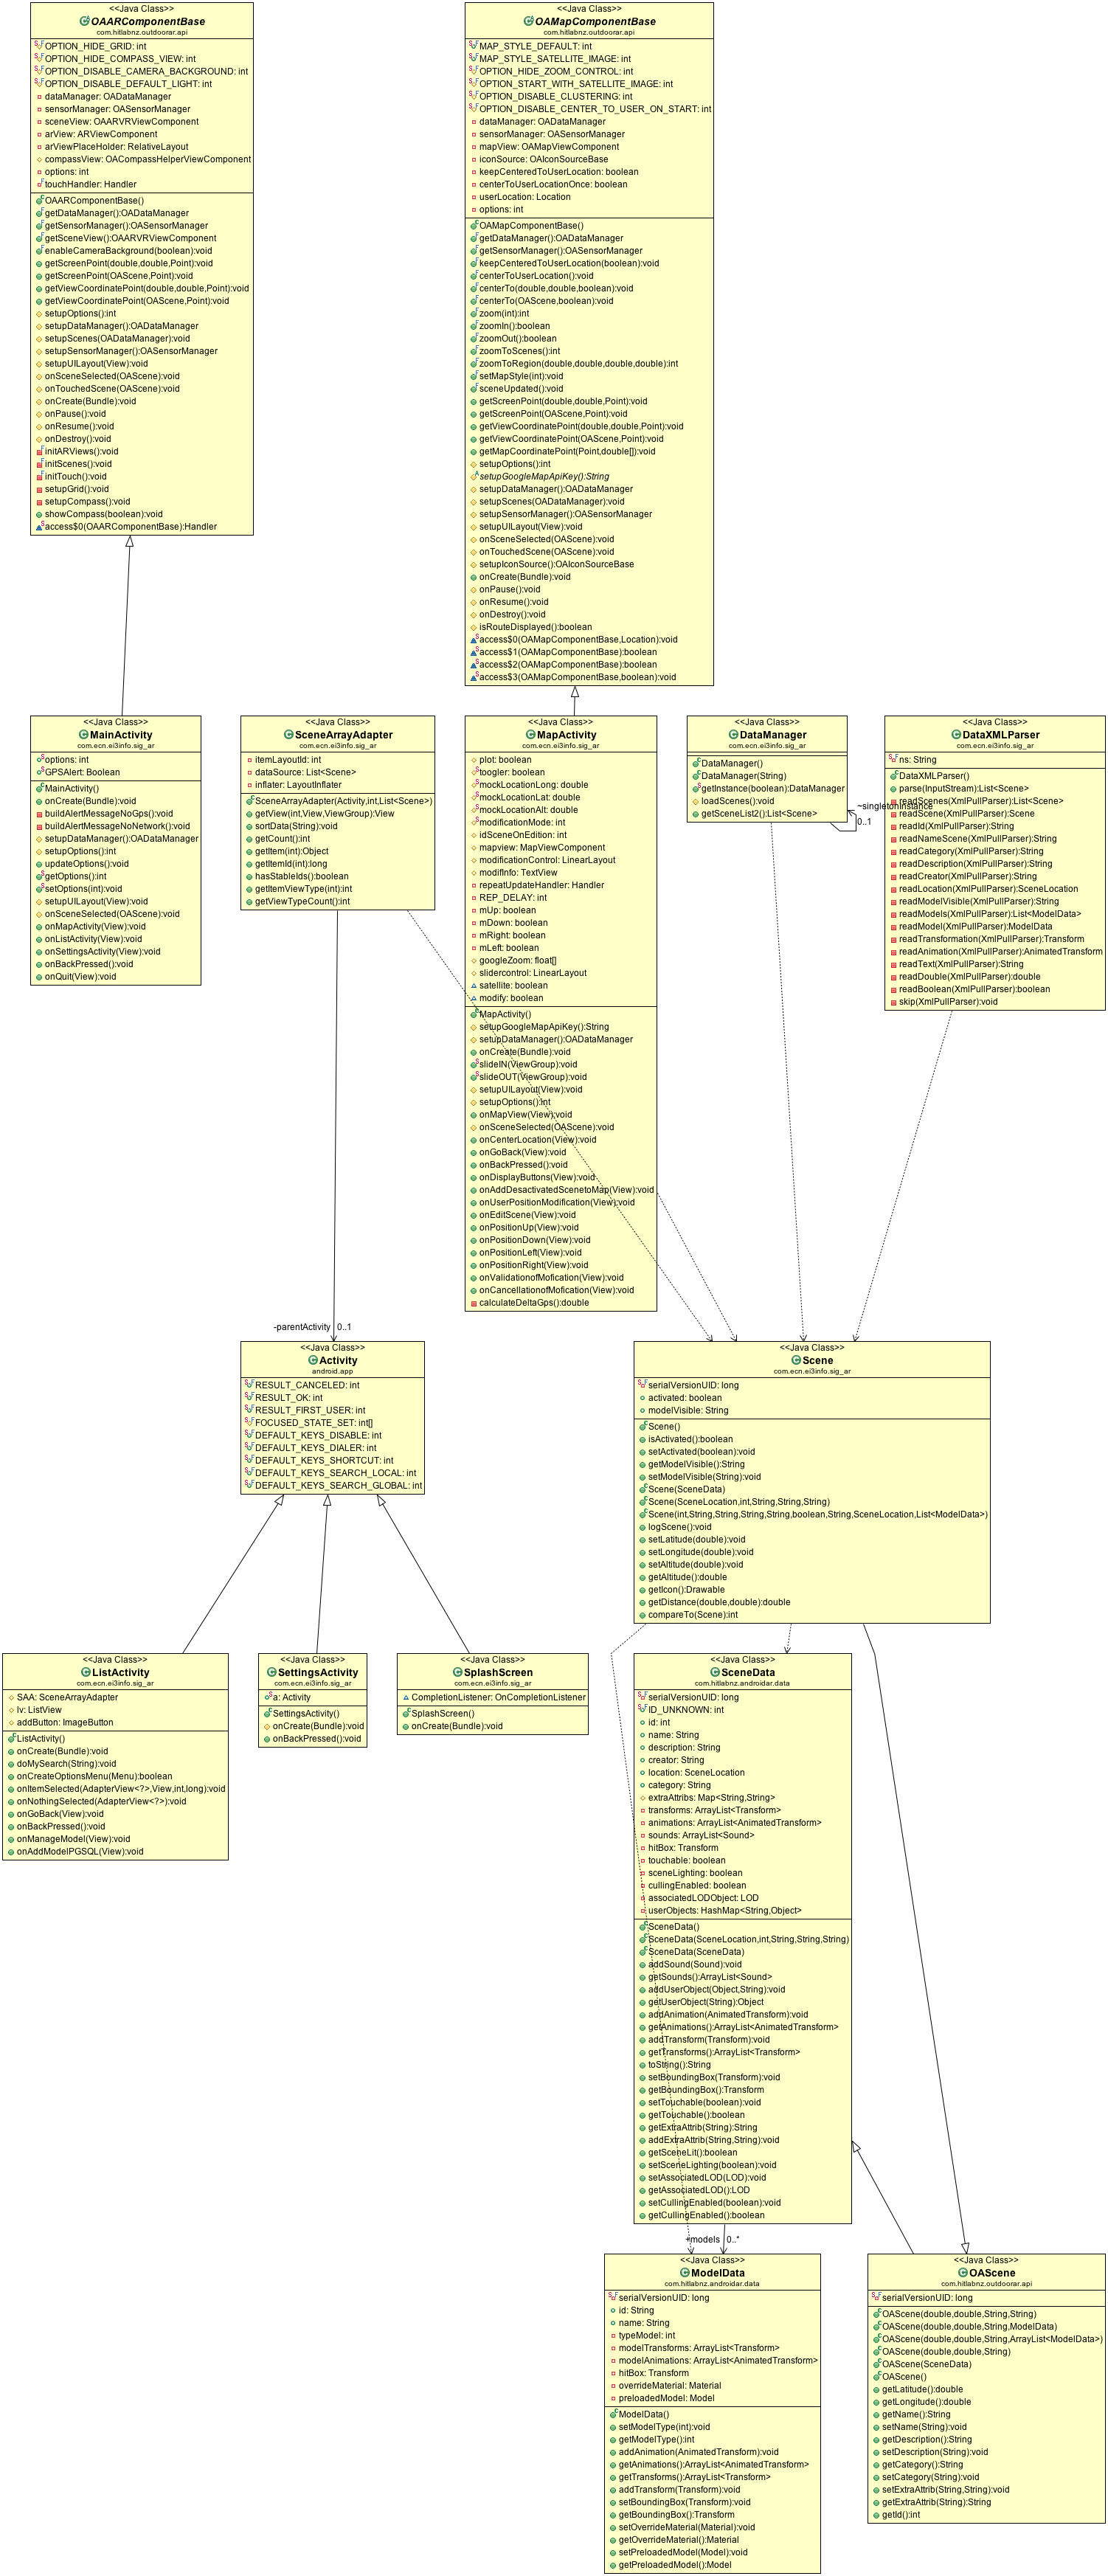 <<Java Class>>
OAARComponentBase
com.hitlabnz.outdoorar.api
OPTION_HIDE_GRID: int
OPTION_HIDE_COMPASS_VIEW: int
OPTION_DISABLE_CAMERA_BACKGROUND: int
OPTION_DISABLE_DEFAULT_LIGHT: int
dataManager: OADataManager
sensorManager: OASensorManager
sceneView: OAARVRViewComponent
arView: ARViewComponent
arViewPlaceHolder: RelativeLayout
compassView: OACompassHelperViewComponent
options: int
touchHandler: Handler
OAARComponentBase()
getDataManager():OADataManager
getSensorManager():OASensorManager
getSceneView():OAARVRViewComponent
enableCameraBackground(boolean):void
getScreenPoint(double,double,Point):void
getScreenPoint(OAScene,Point):void
getViewCoordinatePoint(double,double,Point):void
getViewCoordinatePoint(OAScene,Point):void
setupOptions():int
setupDataManager():OADataManager
setupScenes(OADataManager):void
setupSensorManager():OASensorManager
setupUILayout(View):void
onSceneSelected(OAScene):void
onTouchedScene(OAScene):void
onCreate(Bundle):void
onPause():void
onResume():void
onDestroy():void
initARViews():void
initScenes():void
initTouch():void
setupGrid():void
setupCompass():void
showCompass(boolean):void
access$0(OAARComponentBase):Handler
<<Java Class>>
OAMapComponentBase
com.hitlabnz.outdoorar.api
MAP_STYLE_DEFAULT: int
MAP_STYLE_SATELLITE_IMAGE: int
OPTION_HIDE_ZOOM_CONTROL: int
OPTION_START_WITH_SATELLITE_IMAGE: int
OPTION_DISABLE_CLUSTERING: int
OPTION_DISABLE_CENTER_TO_USER_ON_START: int
dataManager: OADataManager
sensorManager: OASensorManager
mapView: OAMapViewComponent
iconSource: OAIconSourceBase
keepCenteredToUserLocation: boolean
centerToUserLocationOnce: boolean
userLocation: Location
options: int
OAMapComponentBase()
getDataManager():OADataManager
getSensorManager():OASensorManager
keepCenteredToUserLocation(boolean):void
centerToUserLocation():void
centerTo(double,double,boolean):void
centerTo(OAScene,boolean):void
zoom(int):int
zoomIn():boolean
zoomOut():boolean
zoomToScenes():int
zoomToRegion(double,double,double,double):int
setMapStyle(int):void
sceneUpdated():void
getScreenPoint(double,double,Point):void
getScreenPoint(OAScene,Point):void
getViewCoordinatePoint(double,double,Point):void
getViewCoordinatePoint(OAScene,Point):void
getMapCoordinatePoint(Point,double[]):void
setupOptions():int
setupGoogleMapApiKey():String
setupDataManager():OADataManager
setupScenes(OADataManager):void
setupSensorManager():OASensorManager
setupUILayout(View):void
onSceneSelected(OAScene):void
onTouchedScene(OAScene):void
setupIconSource():OAIconSourceBase
onCreate(Bundle):void
onPause():void
onResume():void
onDestroy():void
isRouteDisplayed():boolean
access$0(OAMapComponentBase,Location):void
access$1(OAMapComponentBase):boolean
access$2(OAMapComponentBase):boolean
access$3(OAMapComponentBase,boolean):void
<<Java Class>>
MainActivity
com.ecn.ei3info.sig_ar
options: int
GPSAlert: Boolean
MainActivity()
onCreate(Bundle):void
buildAlertMessageNoGps():void
buildAlertMessageNoNetwork():void
setupDataManager():OADataManager
setupOptions():int
updateOptions():void
getOptions():int
setOptions(int):void
setupUILayout(View):void
onSceneSelected(OAScene):void
onMapActivity(View):void
onListActivity(View):void
onSettingsActivity(View):void
onBackPressed():void
onQuit(View):void
<<Java Class>>
SceneArrayAdapter
com.ecn.ei3info.sig_ar
itemLayoutId: int
dataSource: List<Scene>
inflater: LayoutInflater
SceneArrayAdapter(Activity,int,List<Scene>)
getView(int,View,ViewGroup):View
sortData(String):void
getCount():int
getItem(int):Object
getItemId(int):long
hasStableIds():boolean
getItemViewType(int):int
getViewTypeCount():int
<<Java Class>>
MapActivity
com.ecn.ei3info.sig_ar
plot: boolean
toogler: boolean
mockLocationLong: double
mockLocationLat: double
mockLocationAlt: double
modificationMode: int
idSceneOnEdition: int
mapview: MapViewComponent
modificationControl: LinearLayout
modifInfo: TextView
repeatUpdateHandler: Handler
REP_DELAY: int
mUp: boolean
mDown: boolean
mRight: boolean
mLeft: boolean
googleZoom: float[]
slidercontrol: LinearLayout
satellite: boolean
modify: boolean
MapActivity()
setupGoogleMapApiKey():String
setupDataManager():OADataManager
onCreate(Bundle):void
slideIN(ViewGroup):void
slideOUT(ViewGroup):void
setupUILayout(View):void
setupOptions():int
onMapView(View):void
onSceneSelected(OAScene):void
onCenterLocation(View):void
onGoBack(View):void
onBackPressed():void
onDisplayButtons(View):void
onAddDesactivatedScenetoMap(View):void
onUserPositionModification(View):void
onEditScene(View):void
onPositionUp(View):void
onPositionDown(View):void
onPositionLeft(View):void
onPositionRight(View):void
onValidationofMofication(View):void
onCancellationofMofication(View):void
calculateDeltaGps():double
<<Java Class>>
DataManager
com.ecn.ei3info.sig_ar
DataManager()
DataManager(String)
getInstance(boolean):DataManager
loadScenes():void
getSceneList2():List<Scene>
~singletonInstance
0..1
<<Java Class>>
DataXMLParser
com.ecn.ei3info.sig_ar
ns: String
DataXMLParser()
parse(InputStream):List<Scene>
readScenes(XmlPullParser):List<Scene>
readScene(XmlPullParser):Scene
readId(XmlPullParser):String
readNameScene(XmlPullParser):String
readCategory(XmlPullParser):String
readDescription(XmlPullParser):String
readCreator(XmlPullParser):String
readLocation(XmlPullParser):SceneLocation
readModelVisible(XmlPullParser):String
readModels(XmlPullParser):List<ModelData>
readModel(XmlPullParser):ModelData
readTransformation(XmlPullParser):Transform
readAnimation(XmlPullParser):AnimatedTransform
readText(XmlPullParser):String
readDouble(XmlPullParser):double
readBoolean(XmlPullParser):boolean
skip(XmlPullParser):void
-parentActivity
0..1
<<Java Class>>
Activity
android.app
RESULT_CANCELED: int
RESULT_OK: int
RESULT_FIRST_USER: int
FOCUSED_STATE_SET: int[]
DEFAULT_KEYS_DISABLE: int
DEFAULT_KEYS_DIALER: int
DEFAULT_KEYS_SHORTCUT: int
DEFAULT_KEYS_SEARCH_LOCAL: int
DEFAULT_KEYS_SEARCH_GLOBAL: int
<<Java Class>>
Scene
com.ecn.ei3info.sig_ar
serialVersionUID: long
activated: boolean
modelVisible: String
Scene()
isActivated():boolean
setActivated(boolean):void
getModelVisible():String
setModelVisible(String):void
Scene(SceneData)
Scene(SceneLocation,int,String,String,String)
Scene(int,String,String,String,String,boolean,String,SceneLocation,List<ModelData>)
logScene():void
setLatitude(double):void
setLongitude(double):void
setAltitude(double):void
getAltitude():double
getIcon():Drawable
getDistance(double,double):double
compareTo(Scene):int
<<Java Class>>
ListActivity
com.ecn.ei3info.sig_ar
SAA: SceneArrayAdapter
lv: ListView
addButton: ImageButton
ListActivity()
onCreate(Bundle):void
doMySearch(String):void
onCreateOptionsMenu(Menu):boolean
onItemSelected(AdapterView<?>,View,int,long):void
onNothingSelected(AdapterView<?>):void
onGoBack(View):void
onBackPressed():void
onManageModel(View):void
onAddModelPGSQL(View):void
<<Java Class>>
SettingsActivity
com.ecn.ei3info.sig_ar
a: Activity
SettingsActivity()
onCreate(Bundle):void
onBackPressed():void
<<Java Class>>
SplashScreen
com.ecn.ei3info.sig_ar
CompletionListener: OnCompletionListener
SplashScreen()
onCreate(Bundle):void
<<Java Class>>
SceneData
com.hitlabnz.androidar.data
serialVersionUID: long
ID_UNKNOWN: int
id: int
name: String
description: String
creator: String
location: SceneLocation
category: String
extraAttribs: Map<String,String>
transforms: ArrayList<Transform>
animations: ArrayList<AnimatedTransform>
sounds: ArrayList<Sound>
hitBox: Transform
touchable: boolean
sceneLighting: boolean
cullingEnabled: boolean
associatedLODObject: LOD
userObjects: HashMap<String,Object>
SceneData()
SceneData(SceneLocation,int,String,String,String)
SceneData(SceneData)
addSound(Sound):void
getSounds():ArrayList<Sound>
addUserObject(Object,String):void
getUserObject(String):Object
addAnimation(AnimatedTransform):void
getAnimations():ArrayList<AnimatedTransform>
addTransform(Transform):void
getTransforms():ArrayList<Transform>
toString():String
setBoundingBox(Transform):void
getBoundingBox():Transform
setTouchable(boolean):void
getTouchable():boolean
getExtraAttrib(String):String
addExtraAttrib(String,String):void
getSceneLit():boolean
setSceneLighting(boolean):void
setAssociatedLOD(LOD):void
getAssociatedLOD():LOD
setCullingEnabled(boolean):void
getCullingEnabled():boolean
+models
0..*
<<Java Class>>
ModelData
com.hitlabnz.androidar.data
serialVersionUID: long
id: String
name: String
typeModel: int
modelTransforms: ArrayList<Transform>
modelAnimations: ArrayList<AnimatedTransform>
hitBox: Transform
overrideMaterial: Material
preloadedModel: Model
ModelData()
setModelType(int):void
getModelType():int
addAnimation(AnimatedTransform):void
getAnimations():ArrayList<AnimatedTransform>
getTransforms():ArrayList<Transform>
addTransform(Transform):void
setBoundingBox(Transform):void
getBoundingBox():Transform
setOverrideMaterial(Material):void
getOverrideMaterial():Material
setPreloadedModel(Model):void
getPreloadedModel():Model
<<Java Class>>
OAScene
com.hitlabnz.outdoorar.api
serialVersionUID: long
OAScene(double,double,String,String)
OAScene(double,double,String,ModelData)
OAScene(double,double,String,ArrayList<ModelData>)
OAScene(double,double,String)
OAScene(SceneData)
OAScene()
getLatitude():double
getLongitude():double
getName():String
setName(String):void
getDescription():String
setDescription(String):void
getCategory():String
setCategory(String):void
setExtraAttrib(String,String):void
getExtraAttrib(String):String
getId():int